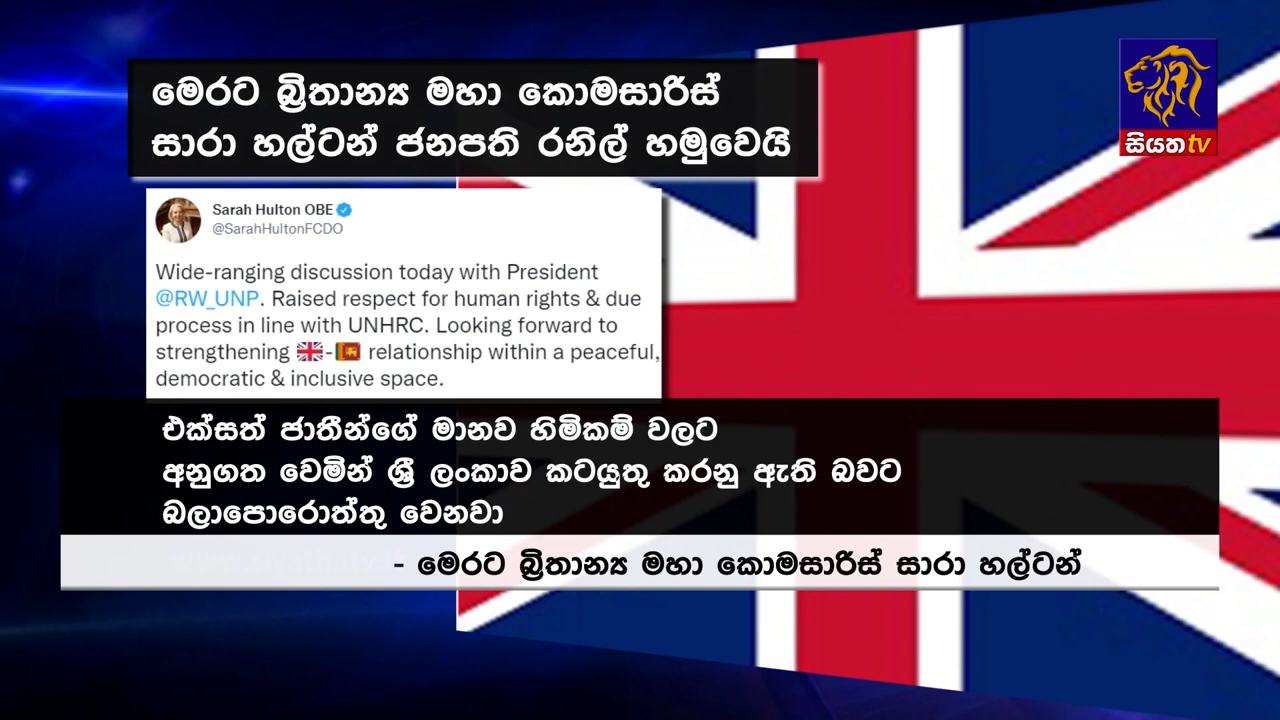 මෙරට බ්‍රිතාන්‍ය මහා කොමසාරිස්
සාරා හල්ටන් ජනපති රනිල් හමුවෙයි
සියත tv
Sarah Hulton OBE
@SarahHultonFCDO
Wide-ranging discussion today with President
@RW_UNP. Raised respect for human rights & due
process in line with UNHRC. Looking forward to
strengthening 🇬🇧-🇱🇰 relationship within a peaceful,
democratic & inclusive space.
එක්සත් ජාතීන්ගේ මානව හිමිකම් වලට
අනුගත වෙමින් ශ්‍රී ලංකාව කටයුතු කරනු ඇති බවට
බලාපොරොත්තු වෙනවා
- මෙරට බ්‍රිතාන්‍ය මහා කොමසාරිස් සාරා හල්ටන්